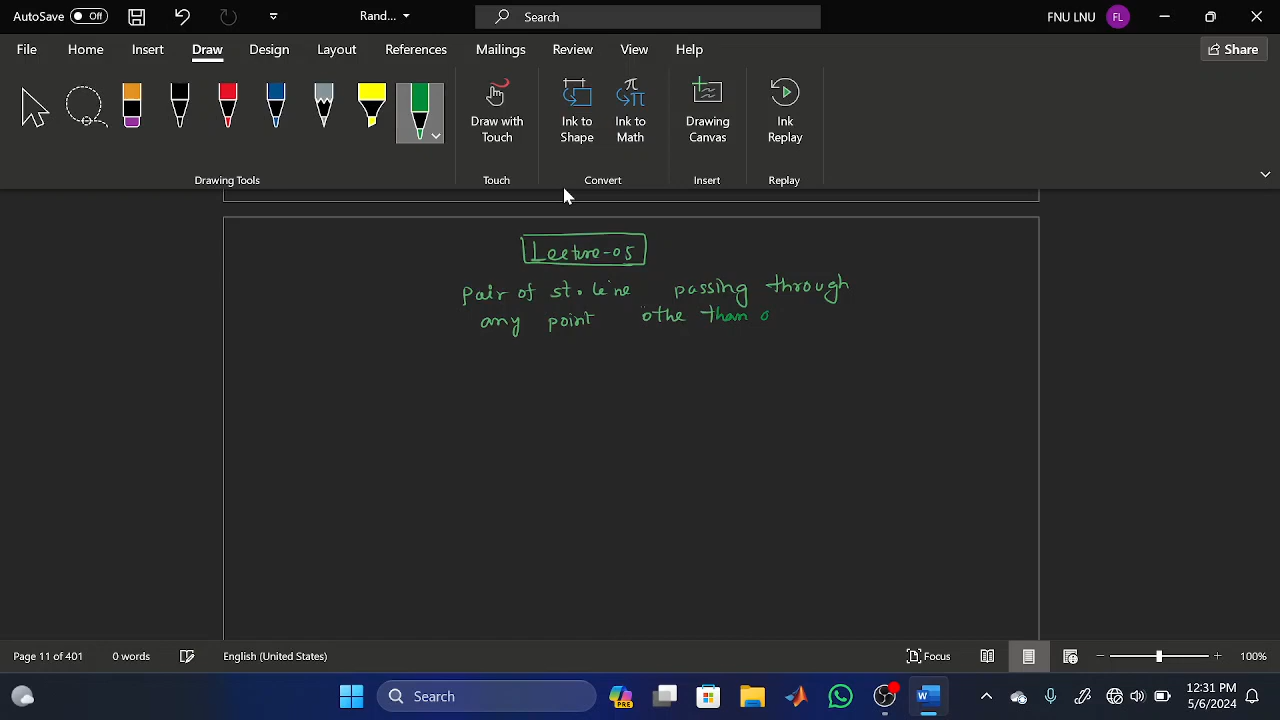 AutoSave Off Rand... Search FNU LNU FL
File Home Insert Draw Design Layout References Mailings Review View Help Share
Draw with Touch Ink to Shape Ink to Math Drawing Canvas Ink Replay
Drawing Tools Touch Convert Insert Replay
Lecture-05
pair of st. line passing through
any point othe than o
Page 11 of 401 0 words English (United States) Focus 100%
Search PRE W 12:31 PM
5/6/2024